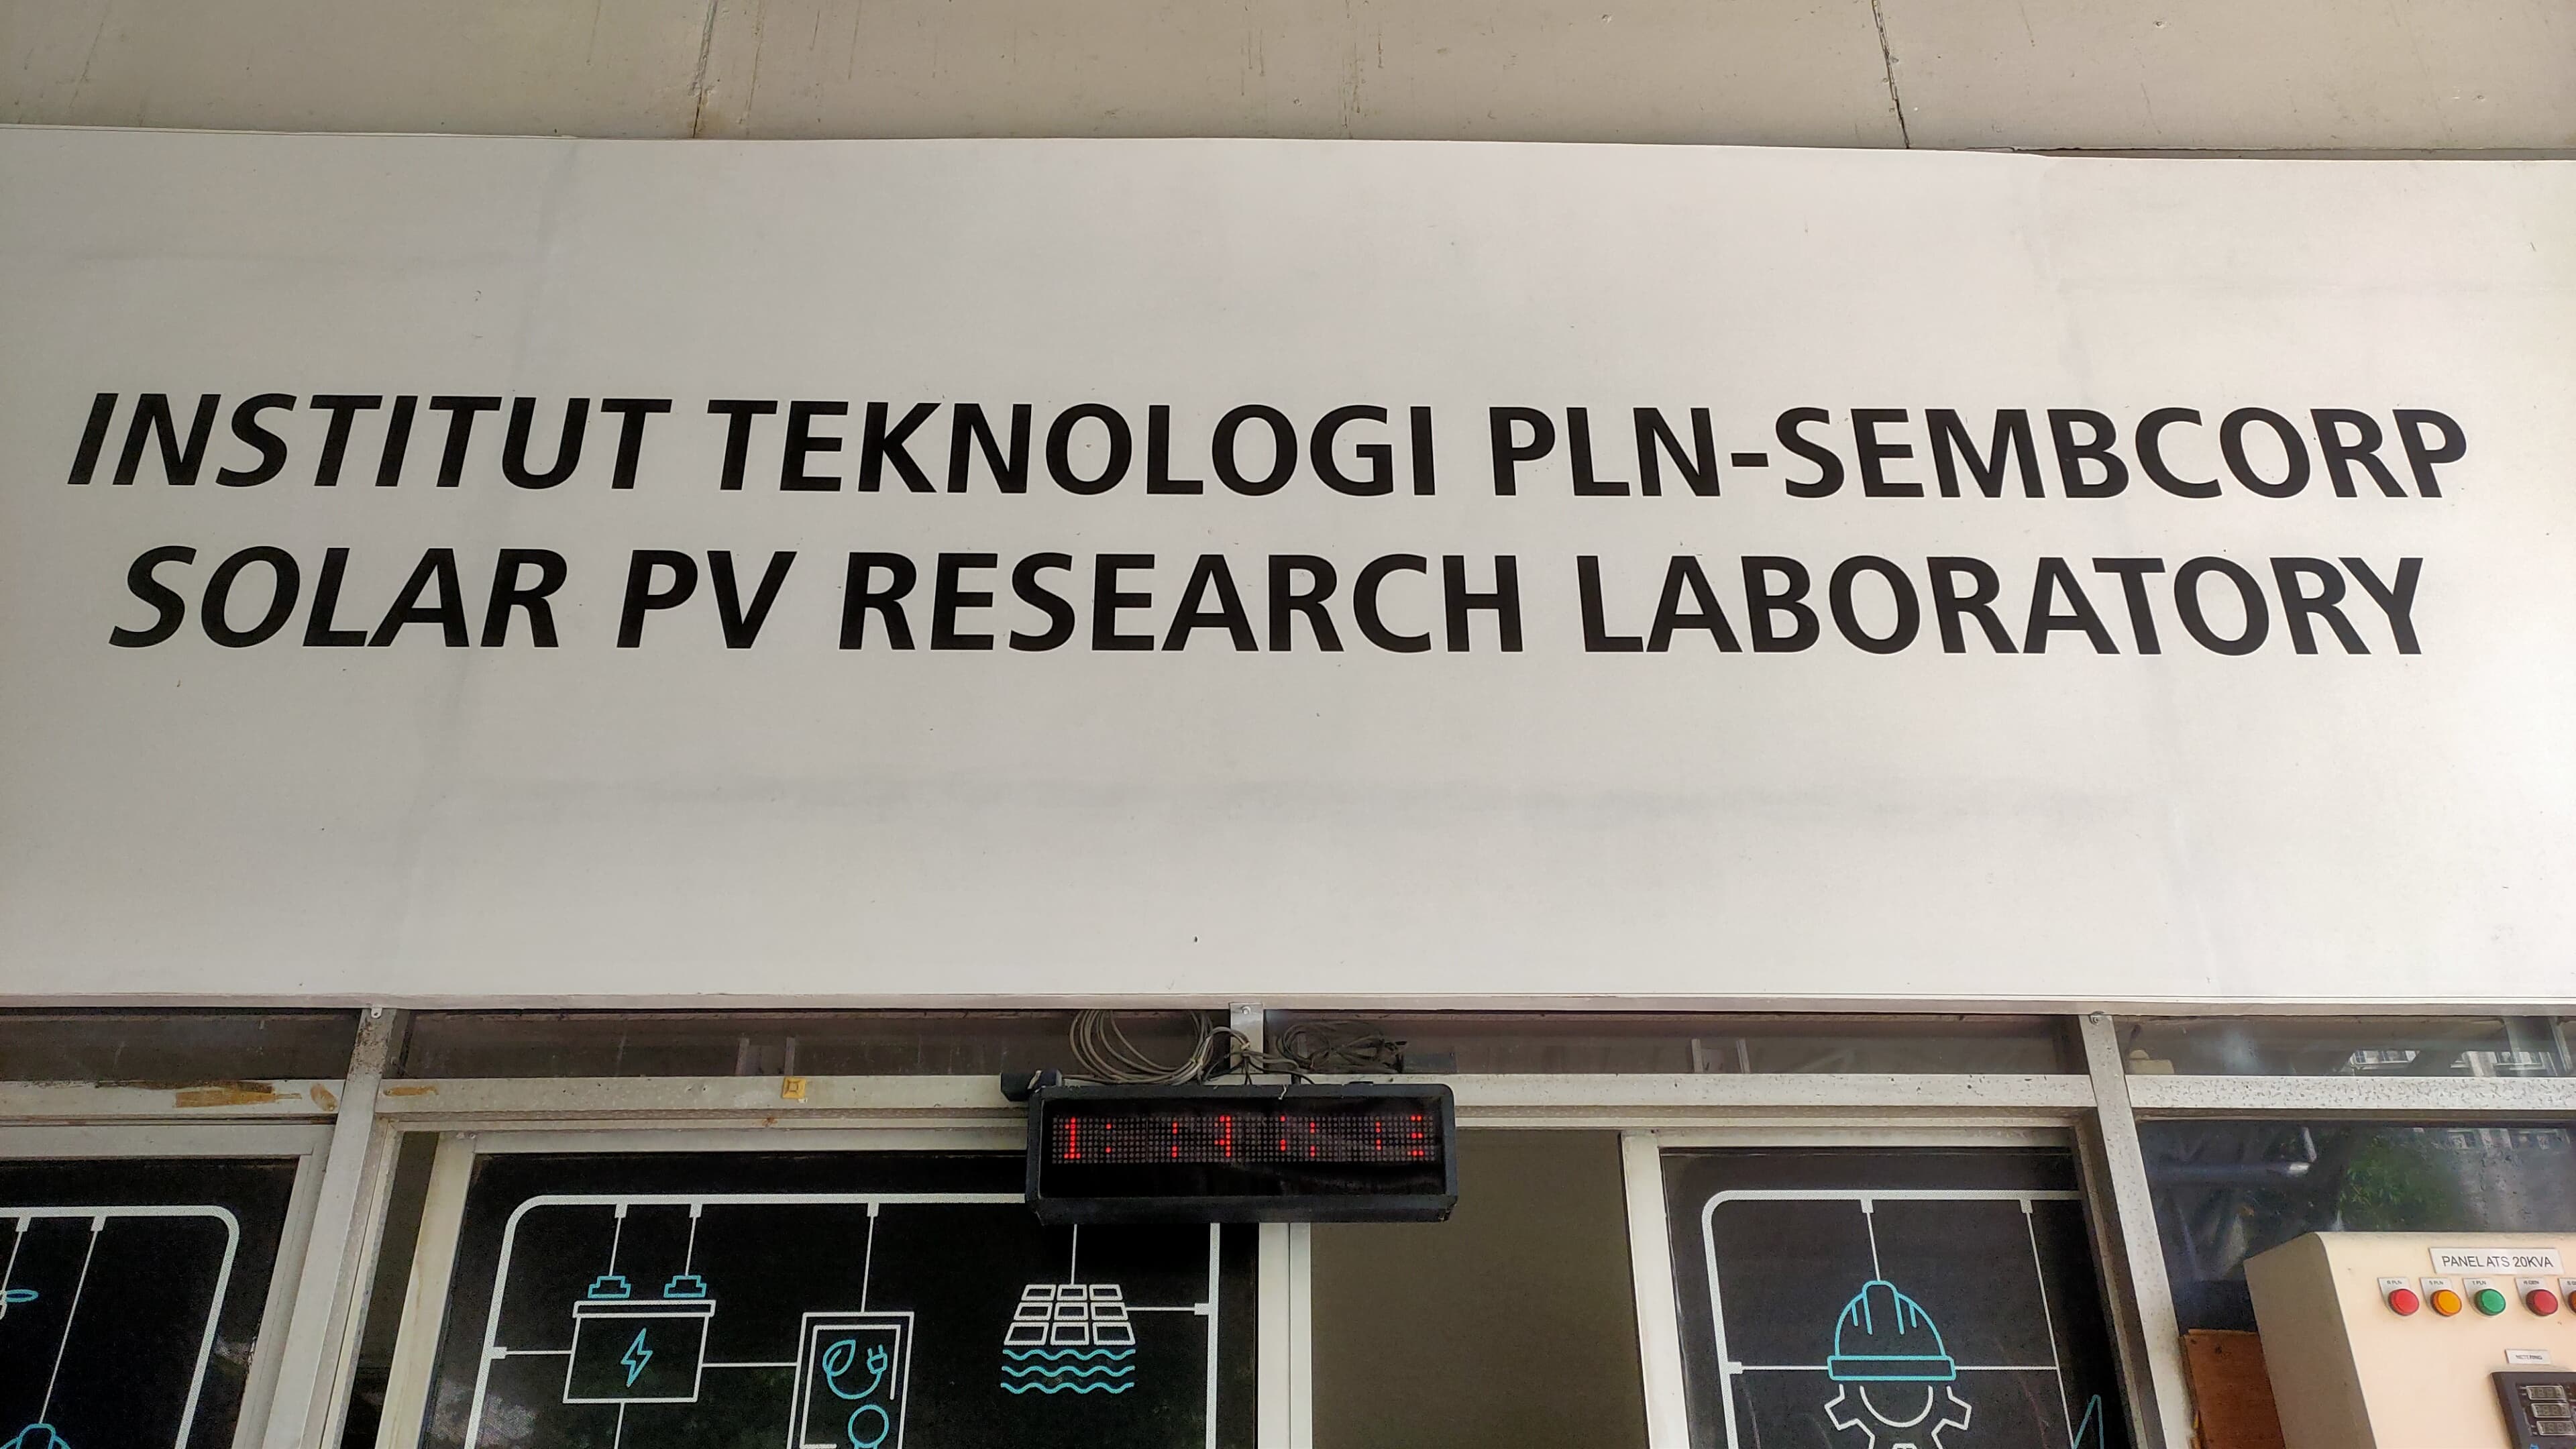 INSTITUT TEKNOLOGI PLN-SEMBCORP
SOLAR PV RESEARCH LABORATORY
PANEL ATS 20KVA